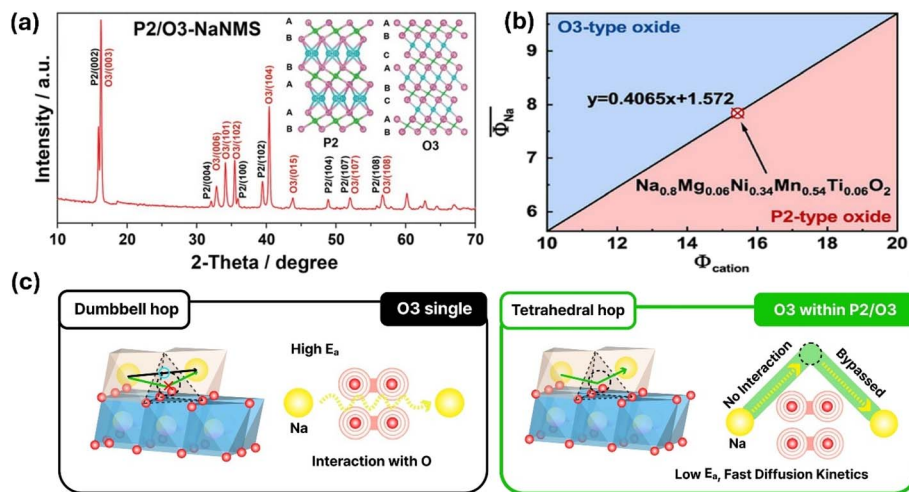 (a)
P2/O3-NaNMS
Intensity / a.u.
P2/(002)
O3/(003)
P2/(004)
O3/(006)
O3/(101)
O3/(102)
P2/(100)
P2/(102)
O3/(104)
O3/(015)
P2/(104)
P2/(107)
O3/(107)
P2/(108)
O3/(108)
A
B
B
A
A
B
P2
A
B
C
A
B
C
A
B
O3
10 20 30 40 50 60 70
2-Theta / degree
(b)
O3-type oxide
y=0.4065x+1.572
Na0.8Mg0.06Ni0.34Mn0.54Ti0.06O2
P2-type oxide
Φ̅Na
9
8
7
6
10 12 14 16 18 20
Φcation
(c)
Dumbbell hop
O3 single
High Ea
Na
Interaction with O
Tetrahedral hop
O3 within P2/O3
No Interaction
Bypassed
Na
Low Ea, Fast Diffusion Kinetics